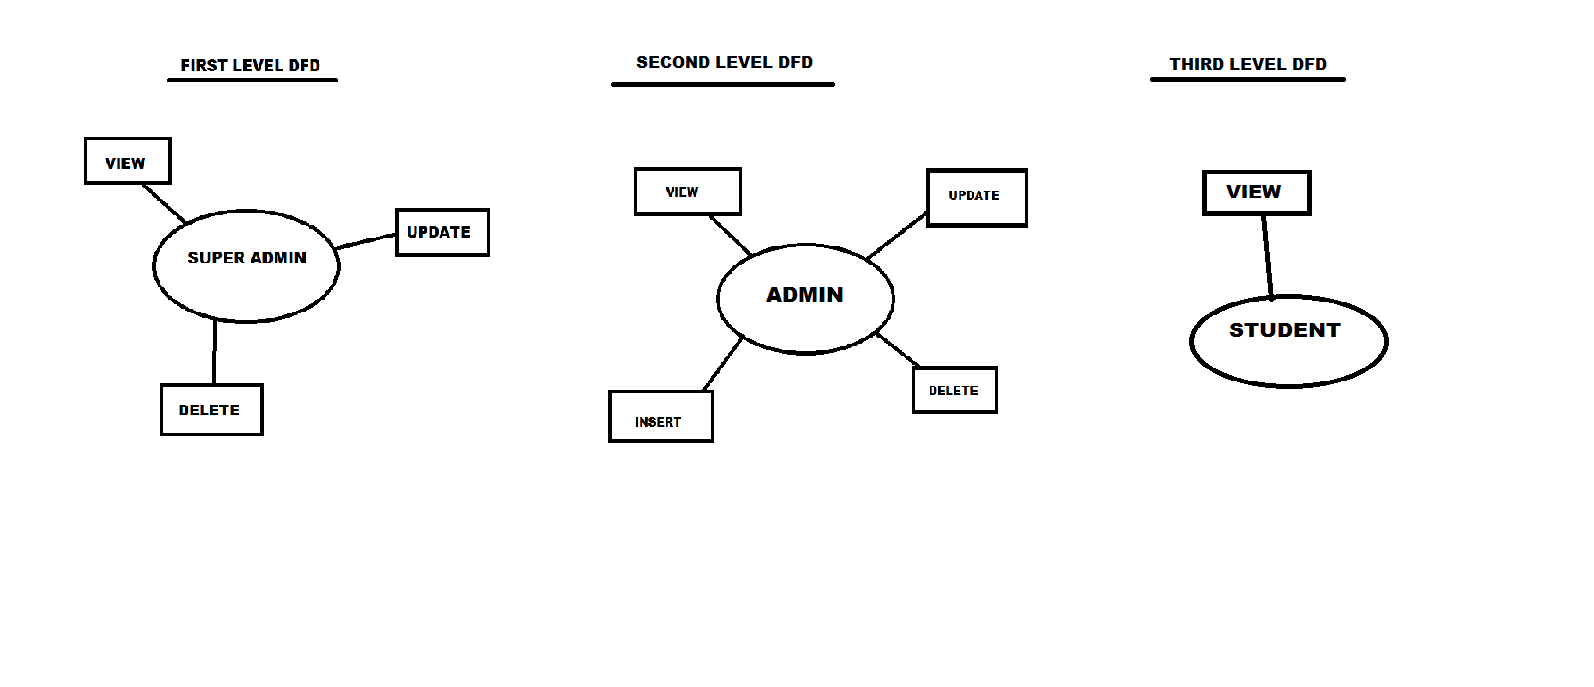 FIRST LEVEL DFD
VIEW
UPDATE
SUPER ADMIN
DELETE
SECOND LEVEL DFD
VIEW
UPDATE
ADMIN
DELETE
INSERT
THIRD LEVEL DFD
VIEW
STUDENT